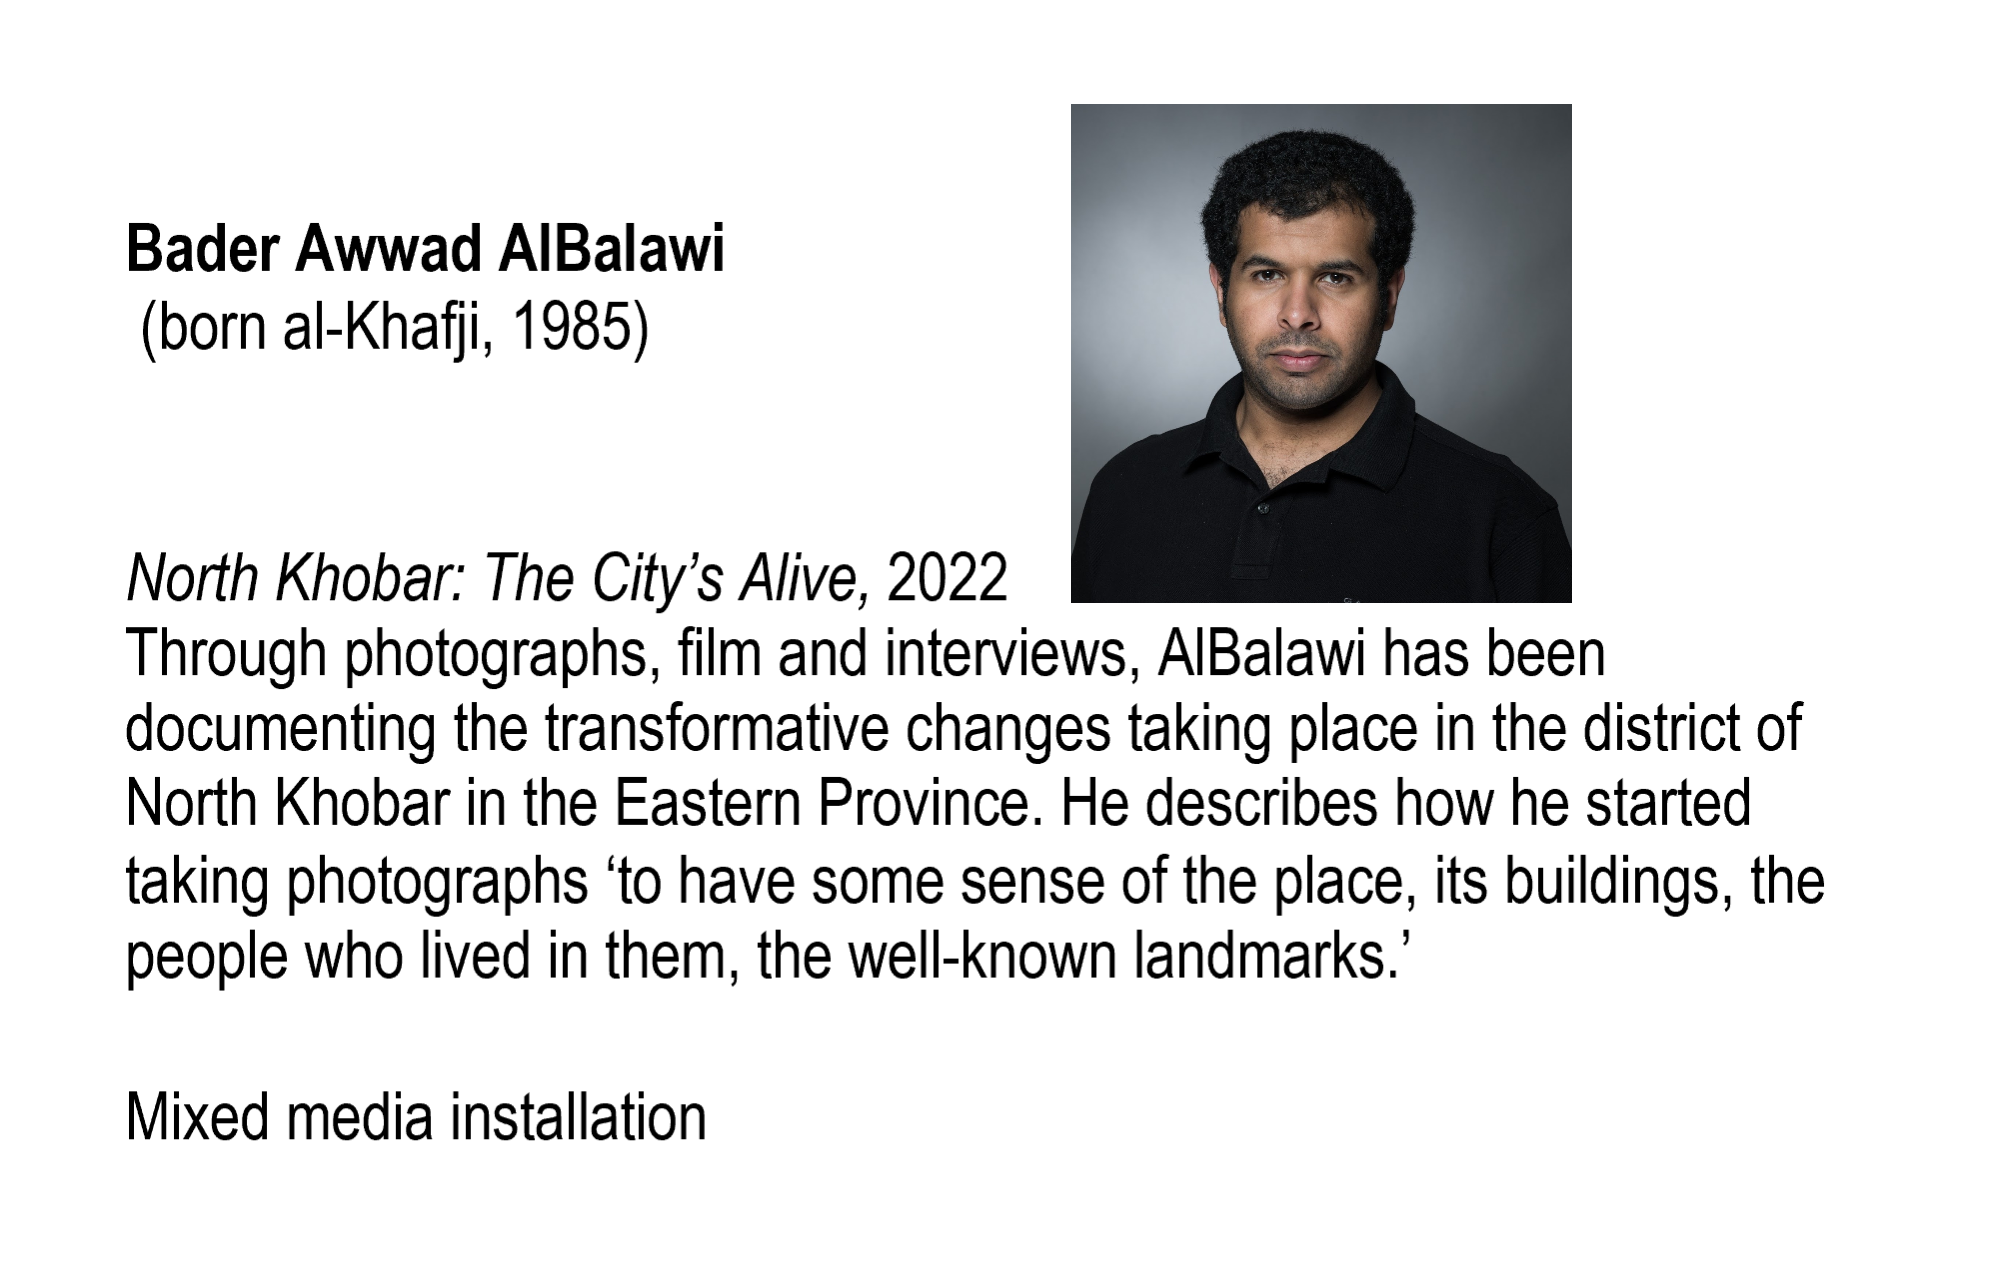 Bader Awwad AlBalawi
(born al-Khafji, 1985)
North Khobar: The City’s Alive, 2022
Through photographs, film and interviews, AlBalawi has been
documenting the transformative changes taking place in the district of
North Khobar in the Eastern Province. He describes how he started
taking photographs ‘to have some sense of the place, its buildings, the
people who lived in them, the well-known landmarks.’
Mixed media installation